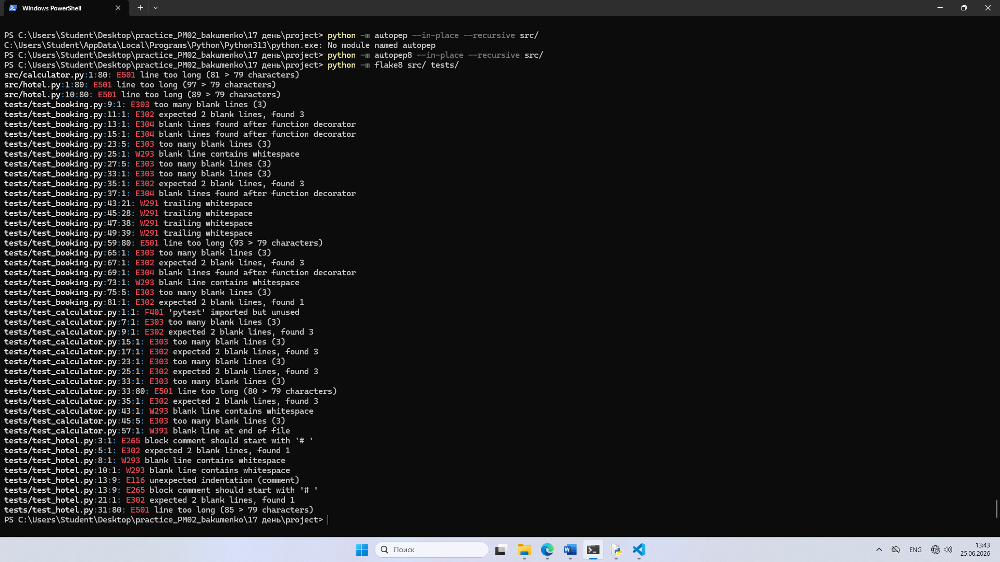 Windows PowerShell
PS C:\Users\Student\Desktop\practice_PM02_bakumenko\17 день\project> python -m autopep --in-place --recursive src/
C:\Users\Student\AppData\Local\Programs\Python\Python313\python.exe: No module named autopep
PS C:\Users\Student\Desktop\practice_PM02_bakumenko\17 день\project> python -m autopep8 --in-place --recursive src/
PS C:\Users\Student\Desktop\practice_PM02_bakumenko\17 день\project> python -m flake8 src/ tests/
src/calculator.py:1:80: E501 line too long (81 > 79 characters)
src/hotel.py:1:80: E501 line too long (97 > 79 characters)
src/hotel.py:10:80: E501 line too long (89 > 79 characters)
tests/test_booking.py:9:1: E303 too many blank lines (3)
tests/test_booking.py:11:1: E302 expected 2 blank lines, found 3
tests/test_booking.py:13:1: E304 blank lines found after function decorator
tests/test_booking.py:15:1: E304 blank lines found after function decorator
tests/test_booking.py:23:5: E303 too many blank lines (3)
tests/test_booking.py:25:1: W293 blank line contains whitespace
tests/test_booking.py:27:5: E303 too many blank lines (3)
tests/test_booking.py:33:1: E303 too many blank lines (3)
tests/test_booking.py:35:1: E302 expected 2 blank lines, found 3
tests/test_booking.py:37:1: E304 blank lines found after function decorator
tests/test_booking.py:43:21: W291 trailing whitespace
tests/test_booking.py:45:28: W291 trailing whitespace
tests/test_booking.py:47:38: W291 trailing whitespace
tests/test_booking.py:49:39: W291 trailing whitespace
tests/test_booking.py:59:80: E501 line too long (93 > 79 characters)
tests/test_booking.py:65:1: E303 too many blank lines (3)
tests/test_booking.py:67:1: E302 expected 2 blank lines, found 3
tests/test_booking.py:69:1: E304 blank lines found after function decorator
tests/test_booking.py:73:1: W293 blank line contains whitespace
tests/test_booking.py:75:5: E303 too many blank lines (3)
tests/test_booking.py:81:1: E302 expected 2 blank lines, found 1
tests/test_calculator.py:1:1: F401 'pytest' imported but unused
tests/test_calculator.py:7:1: E303 too many blank lines (3)
tests/test_calculator.py:9:1: E302 expected 2 blank lines, found 3
tests/test_calculator.py:15:1: E303 too many blank lines (3)
tests/test_calculator.py:17:1: E302 expected 2 blank lines, found 3
tests/test_calculator.py:23:1: E303 too many blank lines (3)
tests/test_calculator.py:25:1: E302 expected 2 blank lines, found 3
tests/test_calculator.py:33:1: E303 too many blank lines (3)
tests/test_calculator.py:33:80: E501 line too long (80 > 79 characters)
tests/test_calculator.py:35:1: E302 expected 2 blank lines, found 3
tests/test_calculator.py:43:1: W293 blank line contains whitespace
tests/test_calculator.py:45:5: E303 too many blank lines (3)
tests/test_calculator.py:57:1: W391 blank line at end of file
tests/test_hotel.py:3:1: E265 block comment should start with '# '
tests/test_hotel.py:5:1: E302 expected 2 blank lines, found 1
tests/test_hotel.py:8:1: W293 blank line contains whitespace
tests/test_hotel.py:10:1: W293 blank line contains whitespace
tests/test_hotel.py:13:9: E116 unexpected indentation (comment)
tests/test_hotel.py:13:9: E265 block comment should start with '# '
tests/test_hotel.py:21:1: E302 expected 2 blank lines, found 1
tests/test_hotel.py:31:80: E501 line too long (85 > 79 characters)
PS C:\Users\Student\Desktop\practice_PM02_bakumenko\17 день\project>
Поиск
ENG
13:43
25.06.2026